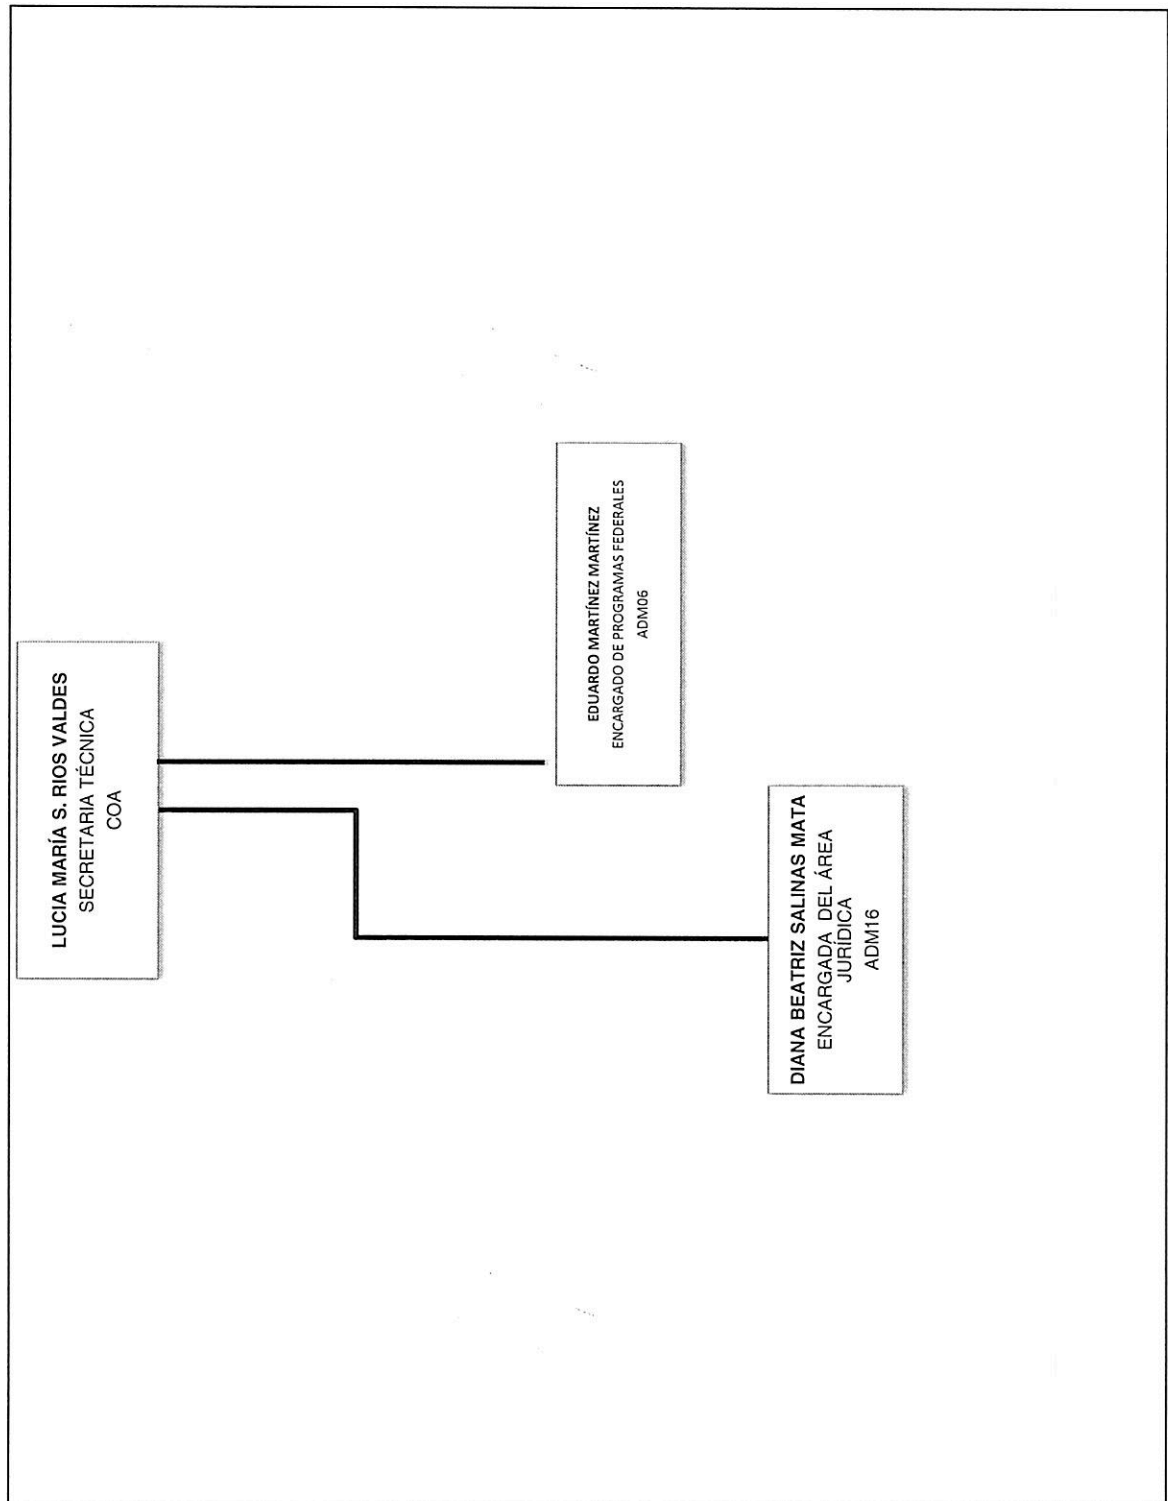 LUCIA MARÍA S. RIOS VALDES
SECRETARIA TÉCNICA
COA
EDUARDO MARTÍNEZ MARTÍNEZ
ENCARGADO DE PROGRAMAS FEDERALES
ADM06
DIANA BEATRIZ SALINAS MATA
ENCARGADA DEL ÁREA
JURÍDICA
ADM16